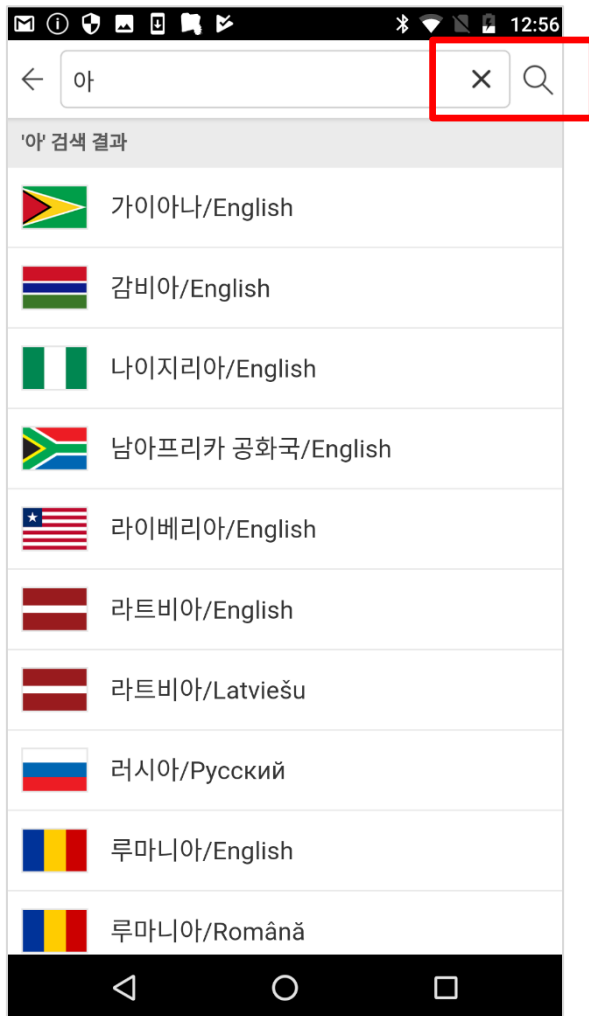 12:56
아
'아' 검색 결과
가이아나/English
감비아/English
나이지리아/English
남아프리카 공화국/English
라이베리아/English
라트비아/English
라트비아/Latviešu
러시아/Русский
루마니아/English
루마니아/Română